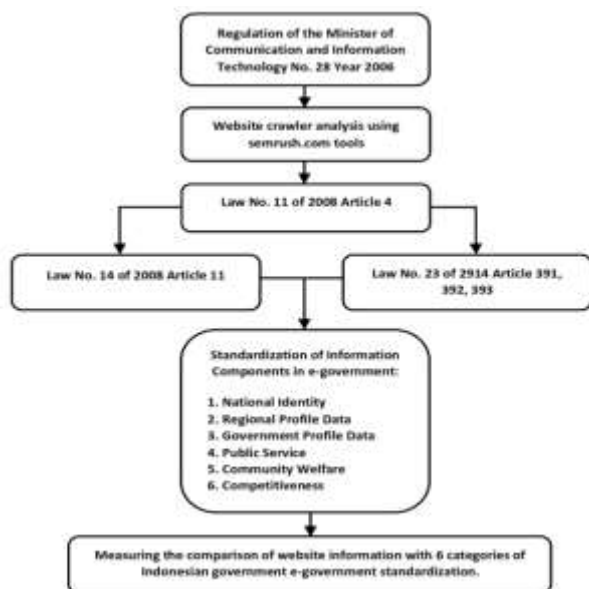 Regulation of the Minister of
Communication and Information
Technology No. 28 Year 2006
Website crawler analysis using
semrush.com tools
Law No. 11 of 2008 Article 4
Law No. 14 of 2008 Article 11
Law No. 23 of 2914 Article 391,
392, 393
Standardization of Information
Components in e-government:
1. National Identity
2. Regional Profile Data
3. Government Profile Data
4. Public Service
5. Community Welfare
6. Competitiveness
Measuring the comparison of website information with 6 categories of
Indonesian government e-government standardization.